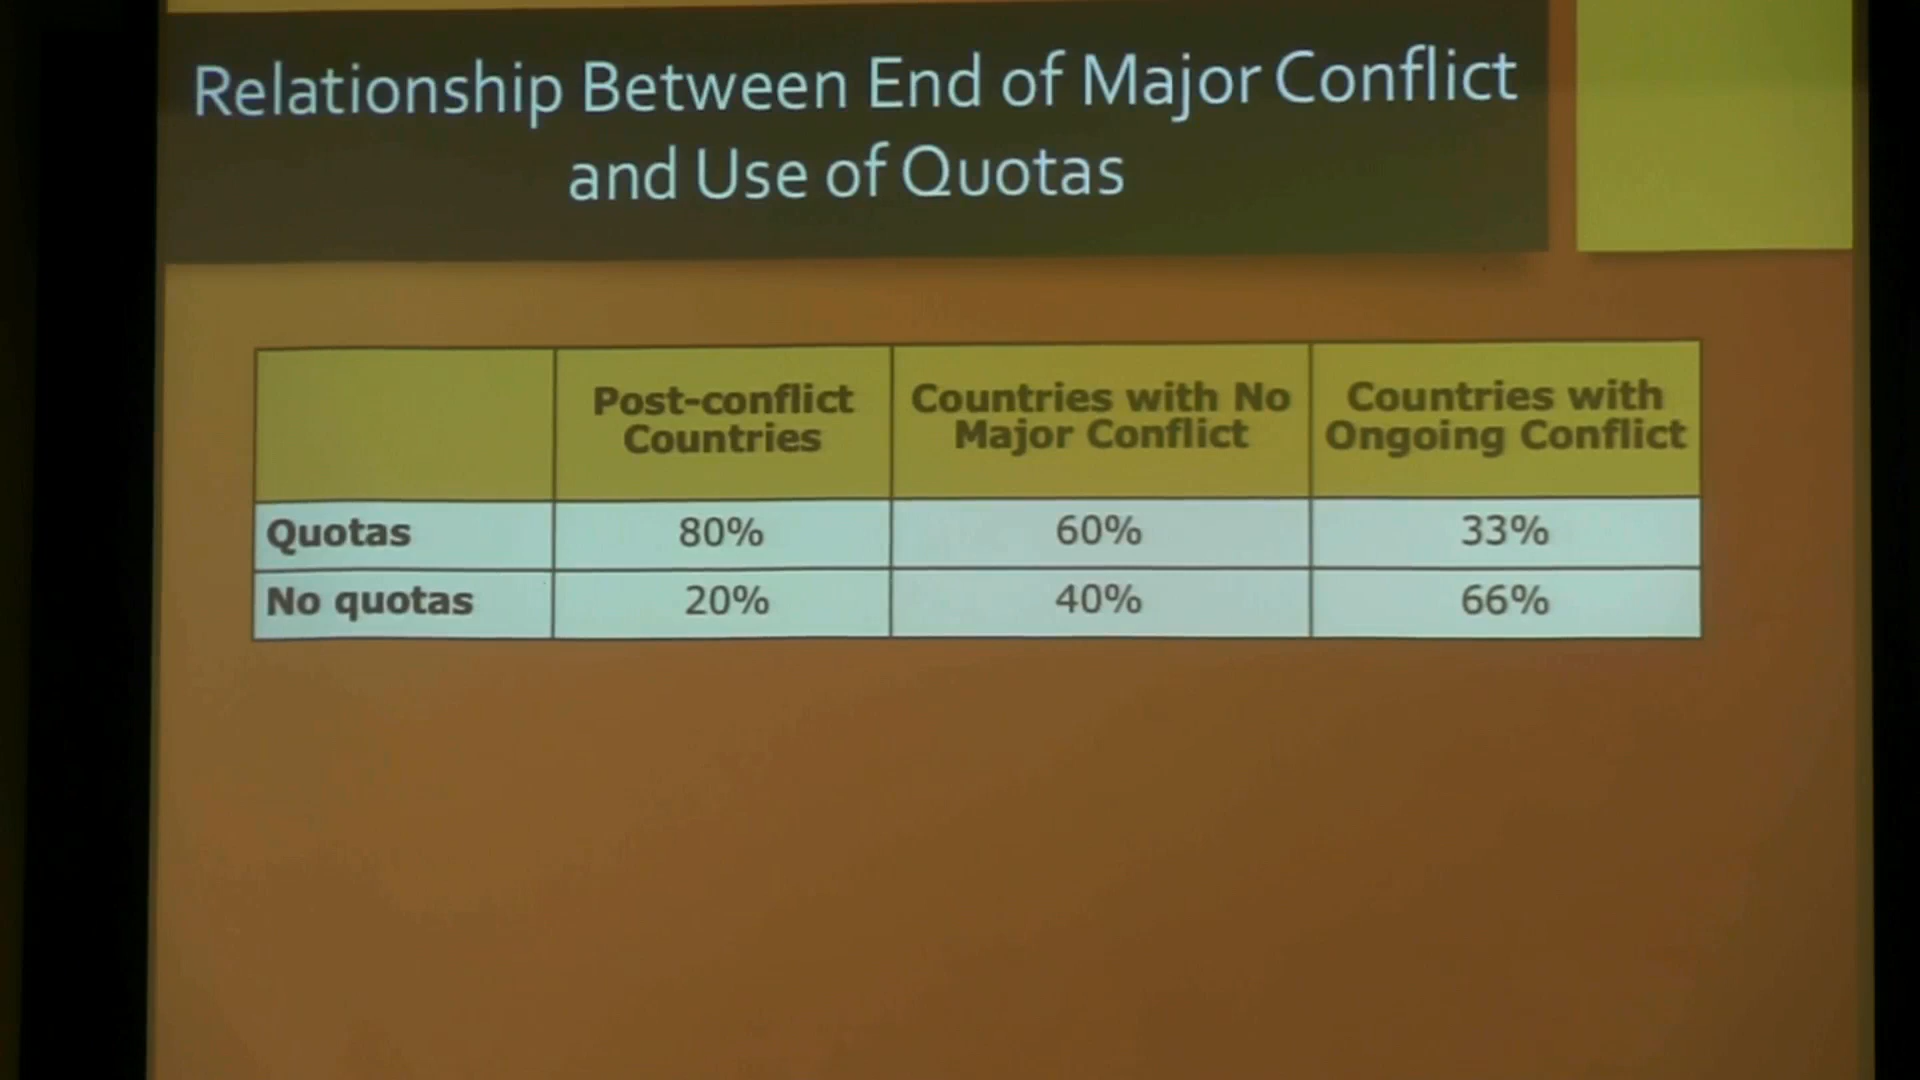 Relationship Between End of Major Conflict
and Use of Quotas
Post-conflict Countries with No Countries with
Countries Major Conflict Ongoing Conflict
Quotas 80% 60% 33%
No quotas 20% 40% 66%